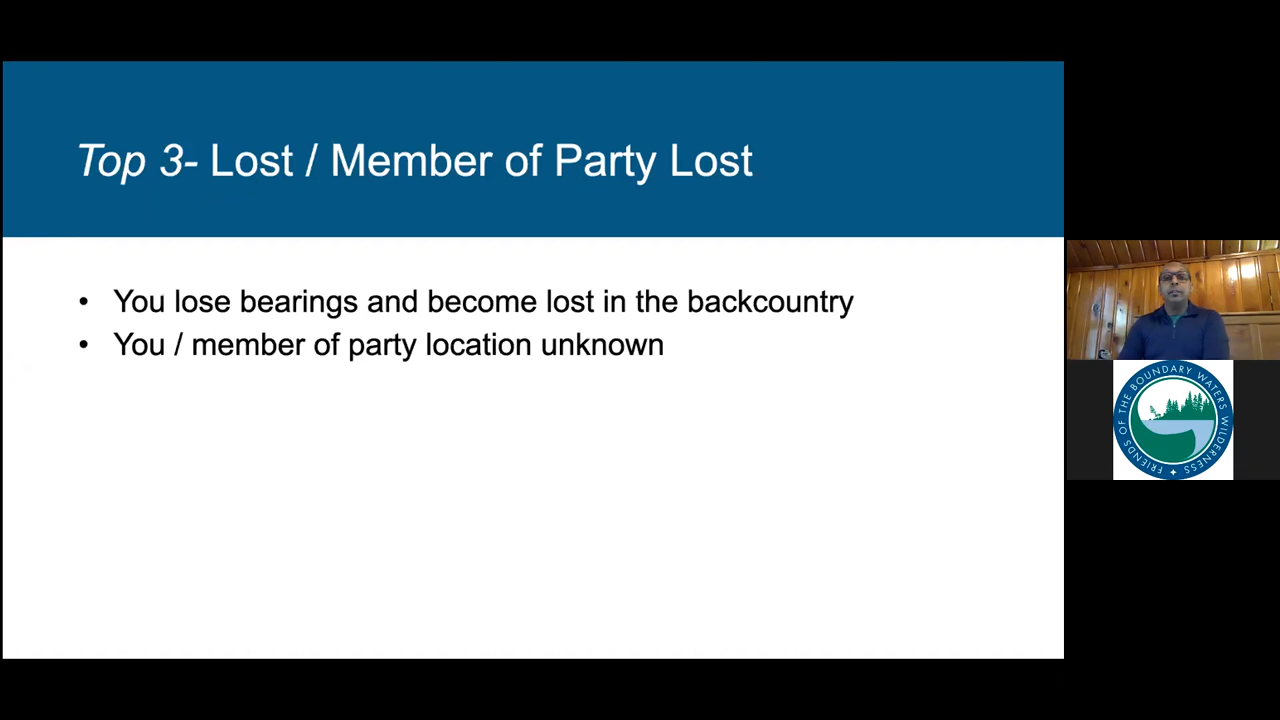 Top 3- Lost / Member of Party Lost
• You lose bearings and become lost in the backcountry
• You / member of party location unknown
FRIENDS OF THE BOUNDARY WATERS WILDERNESS